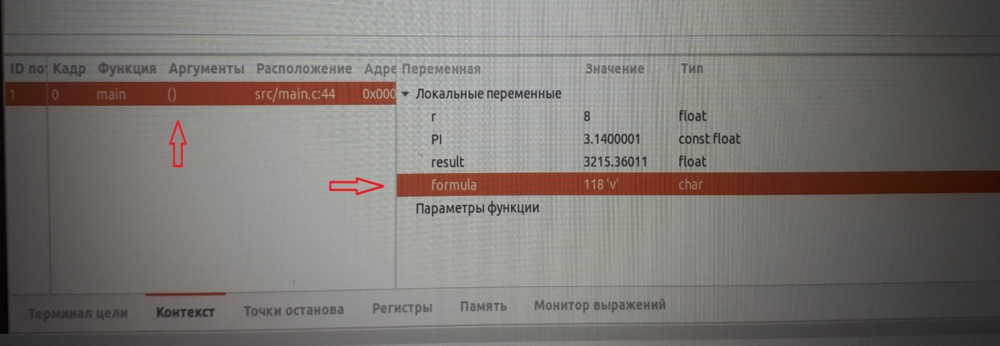 ID по Кадр Функция Аргументы Расположение Адре Переменная Значение Тип
1 0 main () src/main.c:44 0x000 Локальные переменные
r 8 float
PI 3.1400001 const float
result 3215.36011 float
formula 118 'v' char
Параметры функции
Терминал цели Контекст Точки останова Регистры Память Монитор выражений